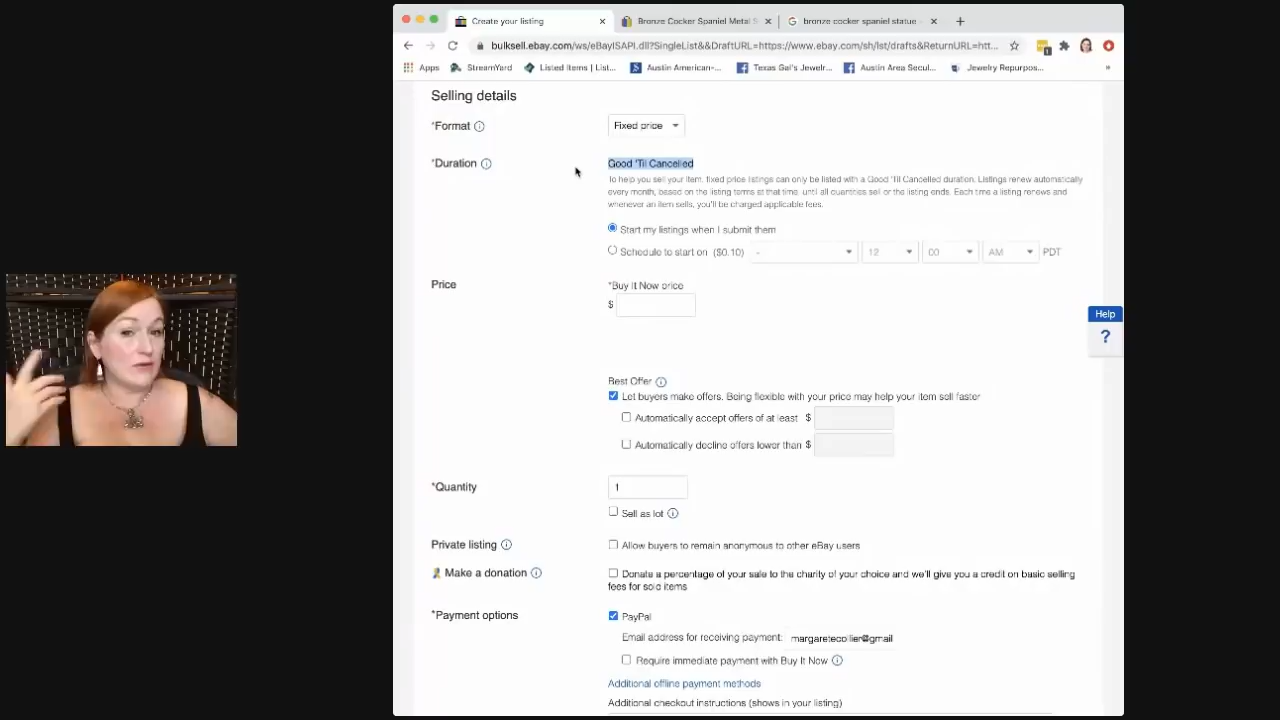 Create your listing
Bronze Cocker Spaniel Metal S
bronze cocker spaniel statue
bulksell.ebay.com/ws/eBayISAPI.dll?SingleList&&DraftURL=https://www.ebay.com/sh/lst/drafts&ReturnURL=htt...
Apps StreamYard Listed Items | List... Austin American-... Texas Gal's Jewelr... Austin Area Secul... Jewelry Repurpos... »
Selling details
*Format Fixed price
*Duration Good 'Til Cancelled
To help you sell your item, fixed price listings can only be listed with a Good 'Til Cancelled duration. Listings renew automatically
every month, based on the listing terms at that time, until all quantities sell or the listing ends. Each time a listing renews and
whenever an item sells, you'll be charged applicable fees.
Start my listings when I submit them
Schedule to start on ($0.10) - 12 00 AM PDT
Price *Buy It Now price
$
Help
?
Best Offer
Let buyers make offers. Being flexible with your price may help your item sell faster
Automatically accept offers of at least $
Automatically decline offers lower than $
*Quantity 1
Sell as lot
Private listing Allow buyers to remain anonymous to other eBay users
Make a donation Donate a percentage of your sale to the charity of your choice and we'll give you a credit on basic selling
fees for sold items
*Payment options PayPal
Email address for receiving payment: margaretecollier@gmail
Require immediate payment with Buy It Now
Additional offline payment methods
Additional checkout instructions (shows in your listing)